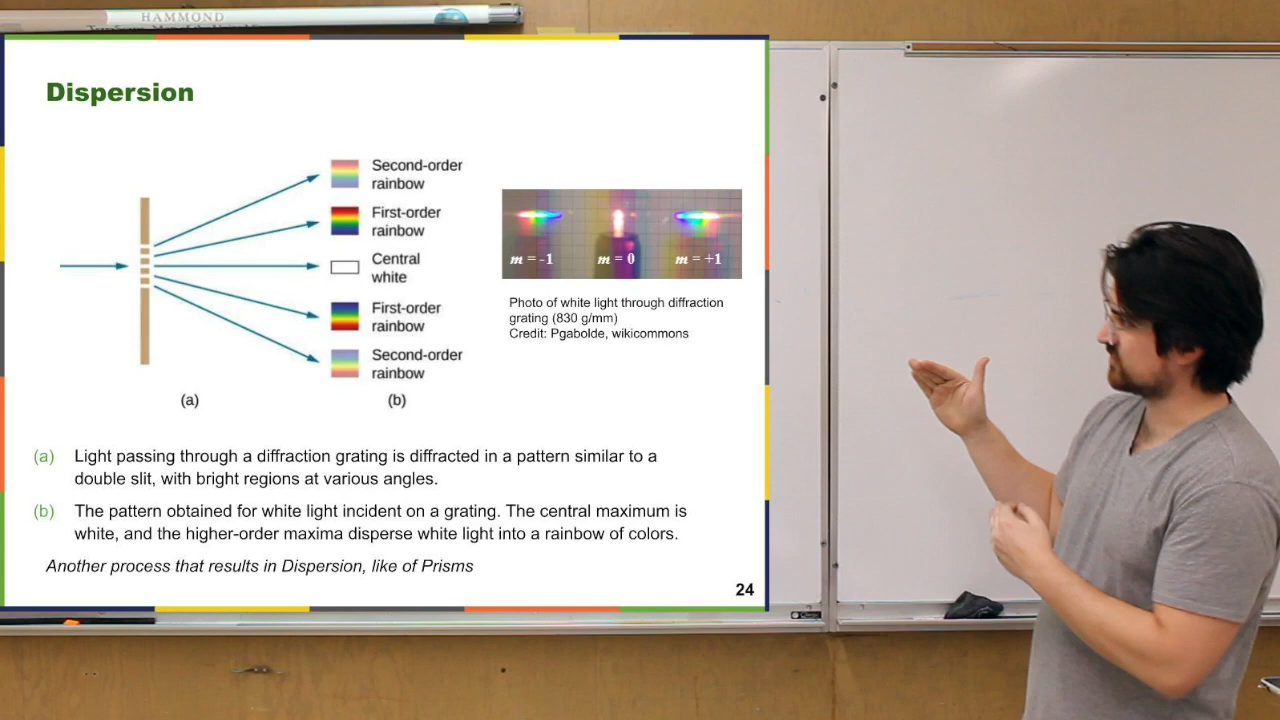 HAMMOND
Dispersion
Second-order
rainbow
First-order
rainbow
Central
white
First-order
rainbow
Second-order
rainbow
(a)
(b)
m = -1
m = 0
m = +1
Photo of white light through diffraction
grating (830 g/mm)
Credit: Pgabolde, wikicommons
(a) Light passing through a diffraction grating is diffracted in a pattern similar to a
double slit, with bright regions at various angles.
(b) The pattern obtained for white light incident on a grating. The central maximum is
white, and the higher-order maxima disperse white light into a rainbow of colors.
Another process that results in Dispersion, like of Prisms
24